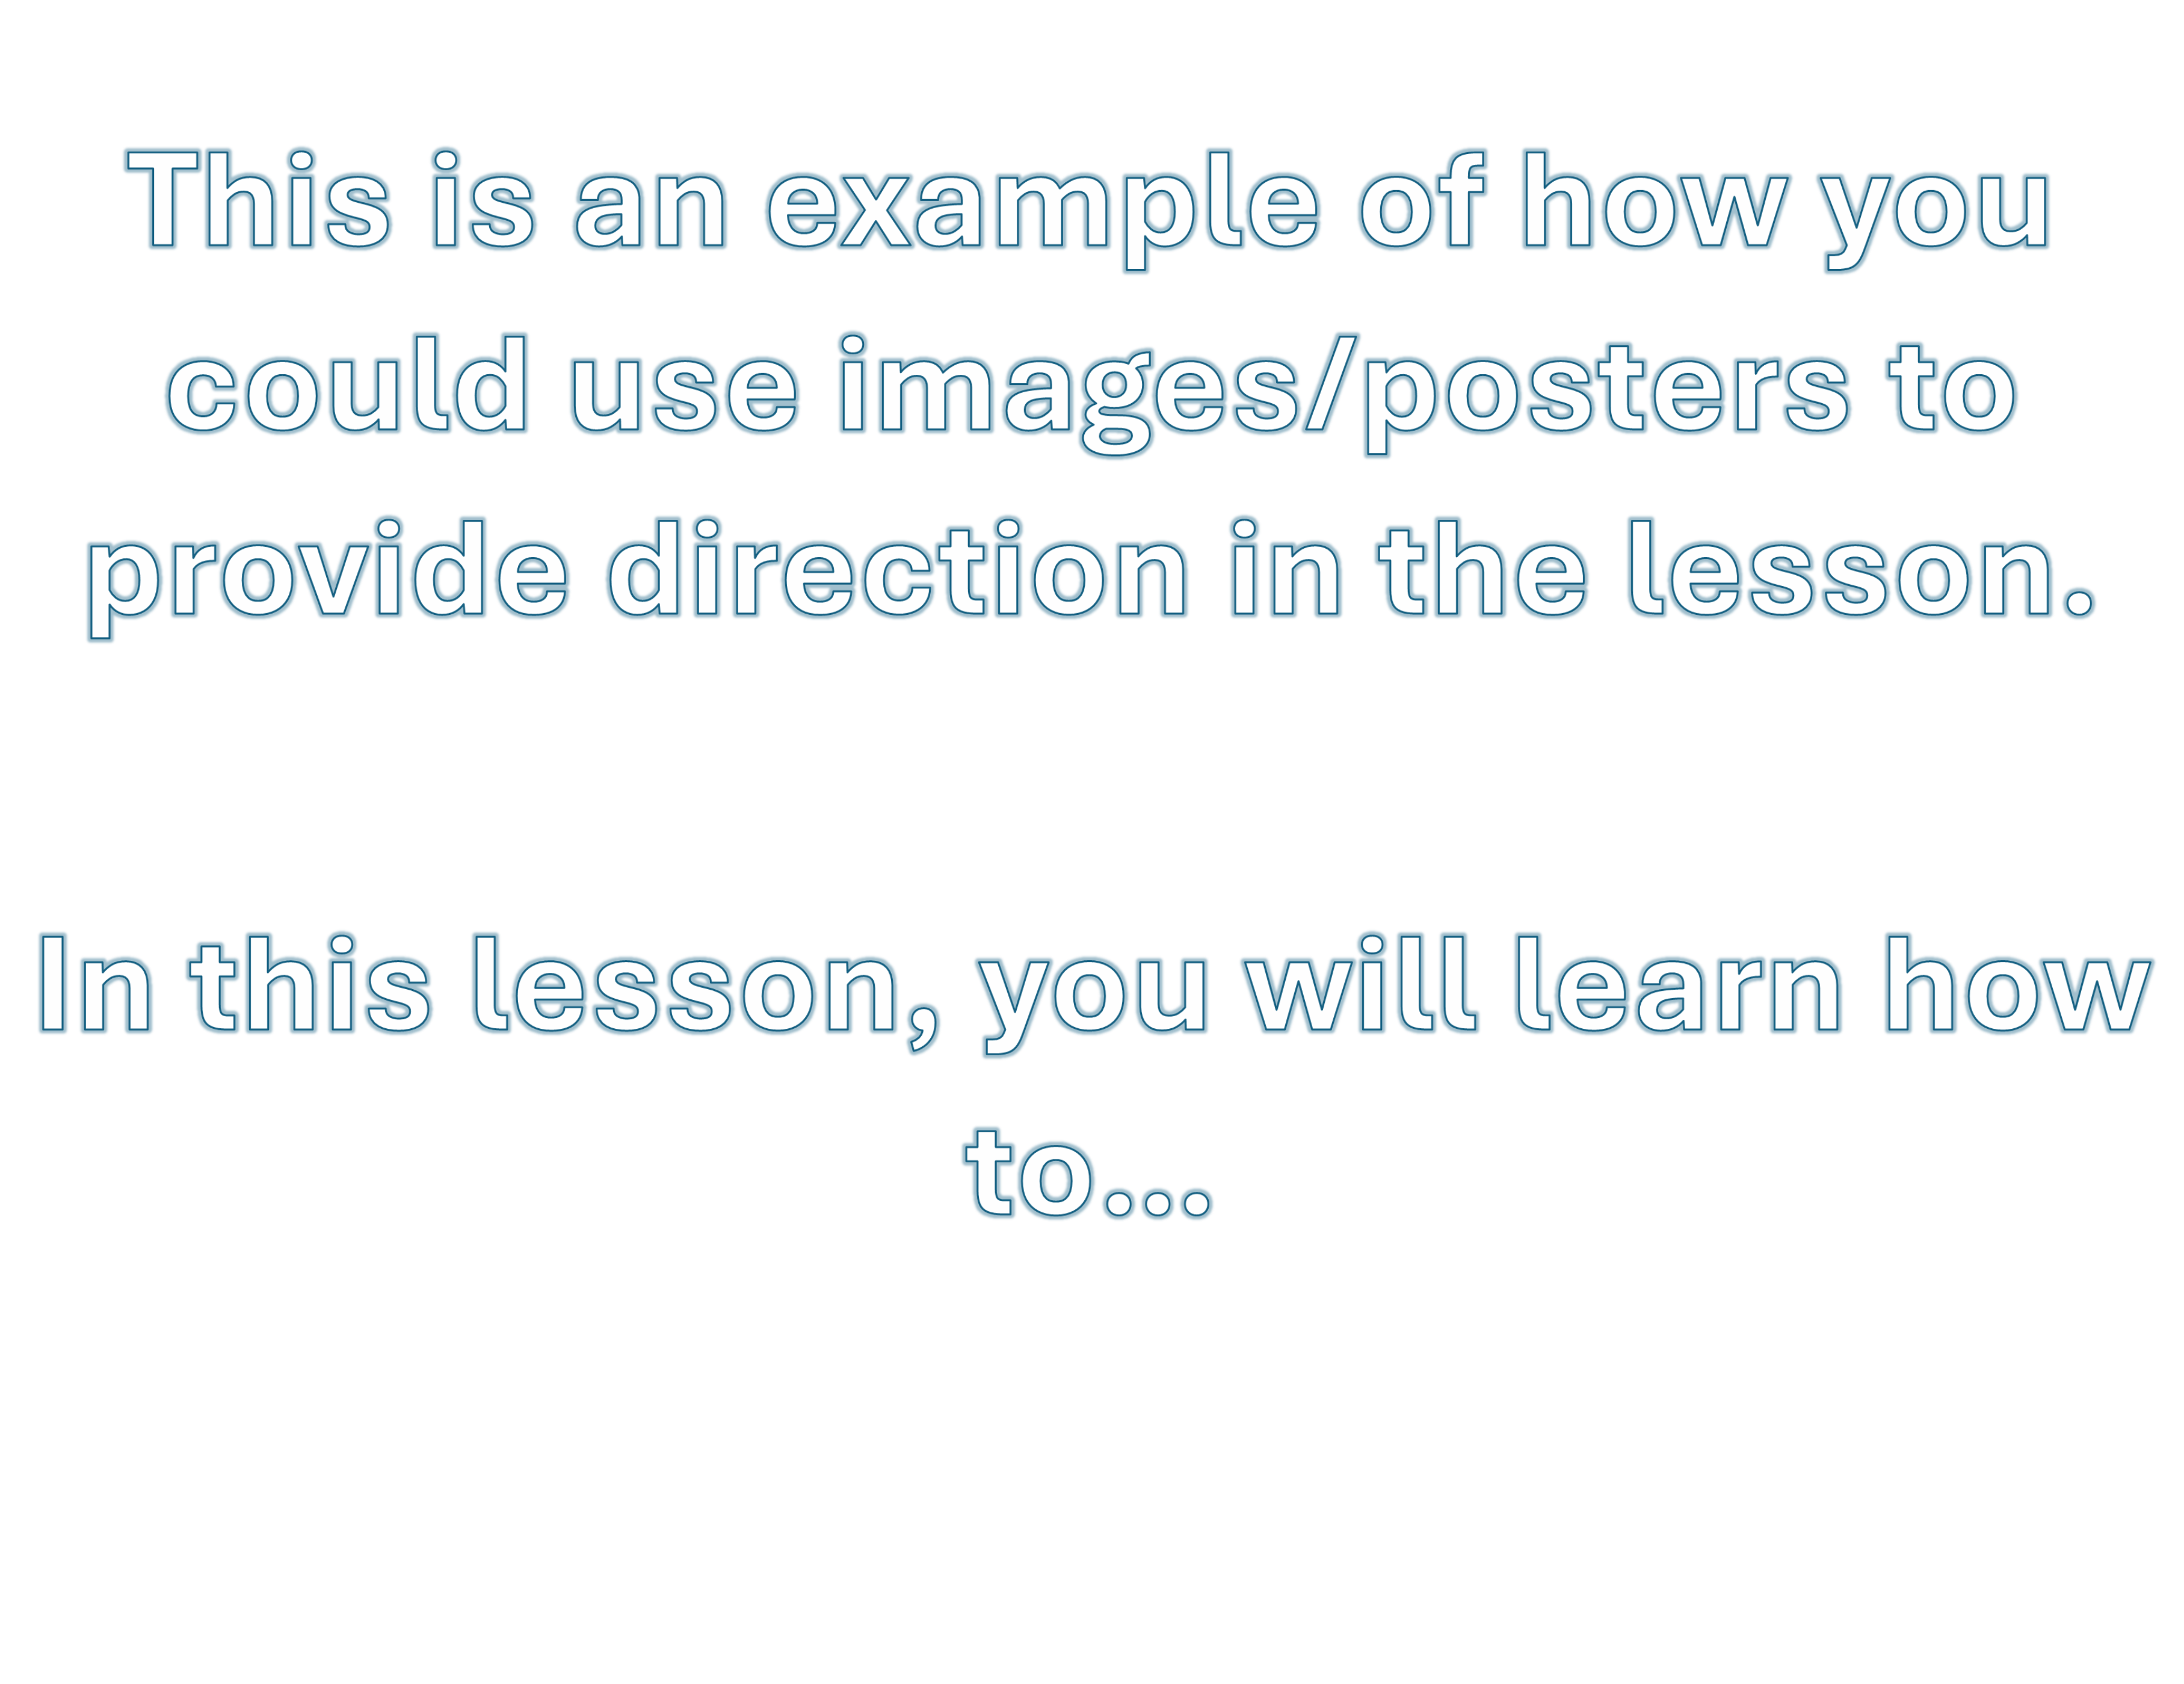 This is an example of how you
could use images/posters to
provide direction in the lesson.
In this lesson, you will learn how
to...